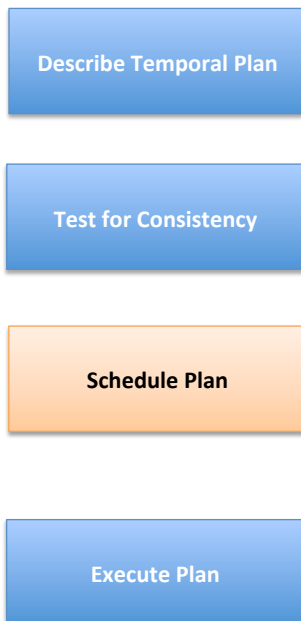 Describe Temporal Plan
Test for Consistency
Schedule Plan
Execute Plan